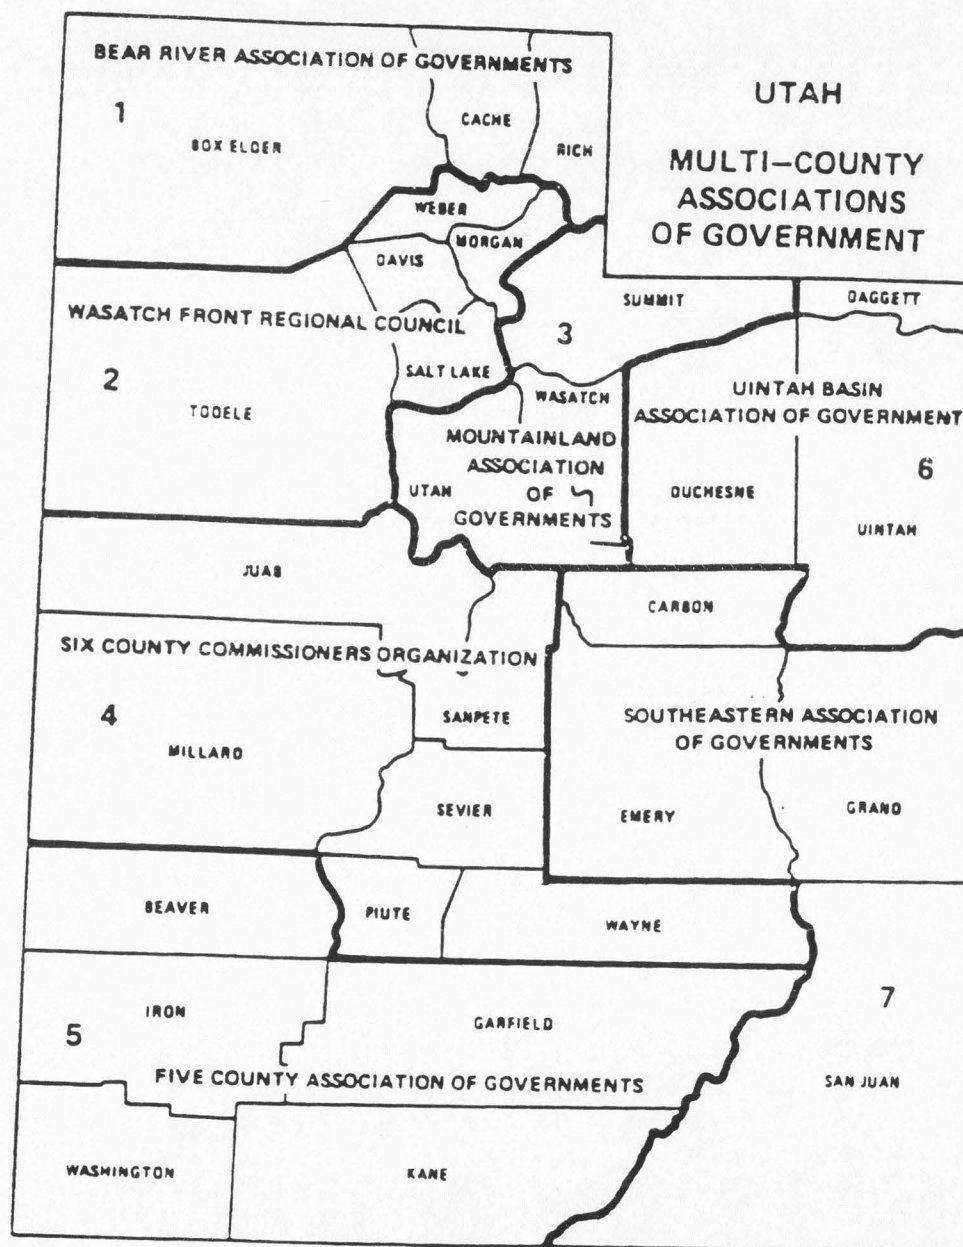 BEAR RIVER ASSOCIATION OF GOVERNMENTS
1
BOX ELDER
CACHE
RICH
UTAH
MULTI-COUNTY
ASSOCIATIONS
OF GOVERNMENT
WEBER
MORGAN
DAVIS
SUMMIT
DAGGETT
WASATCH FRONT REGIONAL COUNCIL
3
2
TOOELE
SALT LAKE
WASATCH
UINTAH BASIN
ASSOCIATION OF GOVERNMENT
MOUNTAINLAND
ASSOCIATION
OF
GOVERNMENTS
UTAH
DUCHESNE
6
UINTAH
JUAB
CARBON
SIX COUNTY COMMISSIONERS ORGANIZATION
4
MILLARD
SANPETE
SEVIER
SOUTHEASTERN ASSOCIATION
OF GOVERNMENTS
EMERY
GRAND
BEAVER
PIUTE
WAYNE
7
IRON
GARFIELD
5
FIVE COUNTY ASSOCIATION OF GOVERNMENTS
SAN JUAN
WASHINGTON
KANE